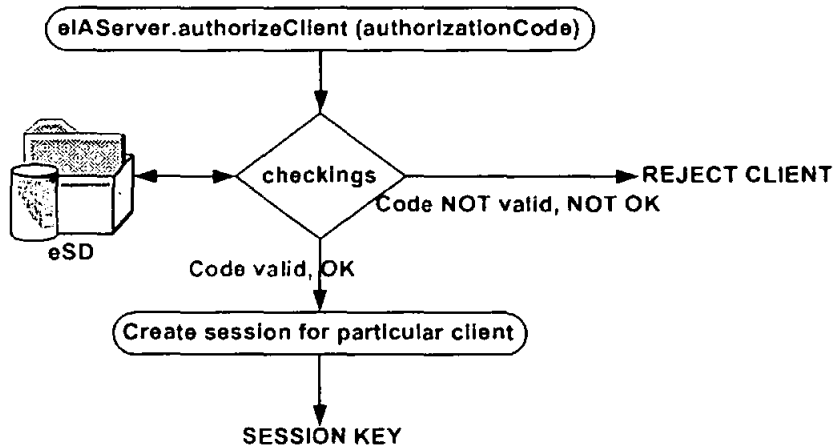 eIAServer.authorizeClient (authorizationCode)
checkings
REJECT CLIENT
Code NOT valid, NOT OK
eSD
Code valid, OK
Create session for particular client
SESSION KEY